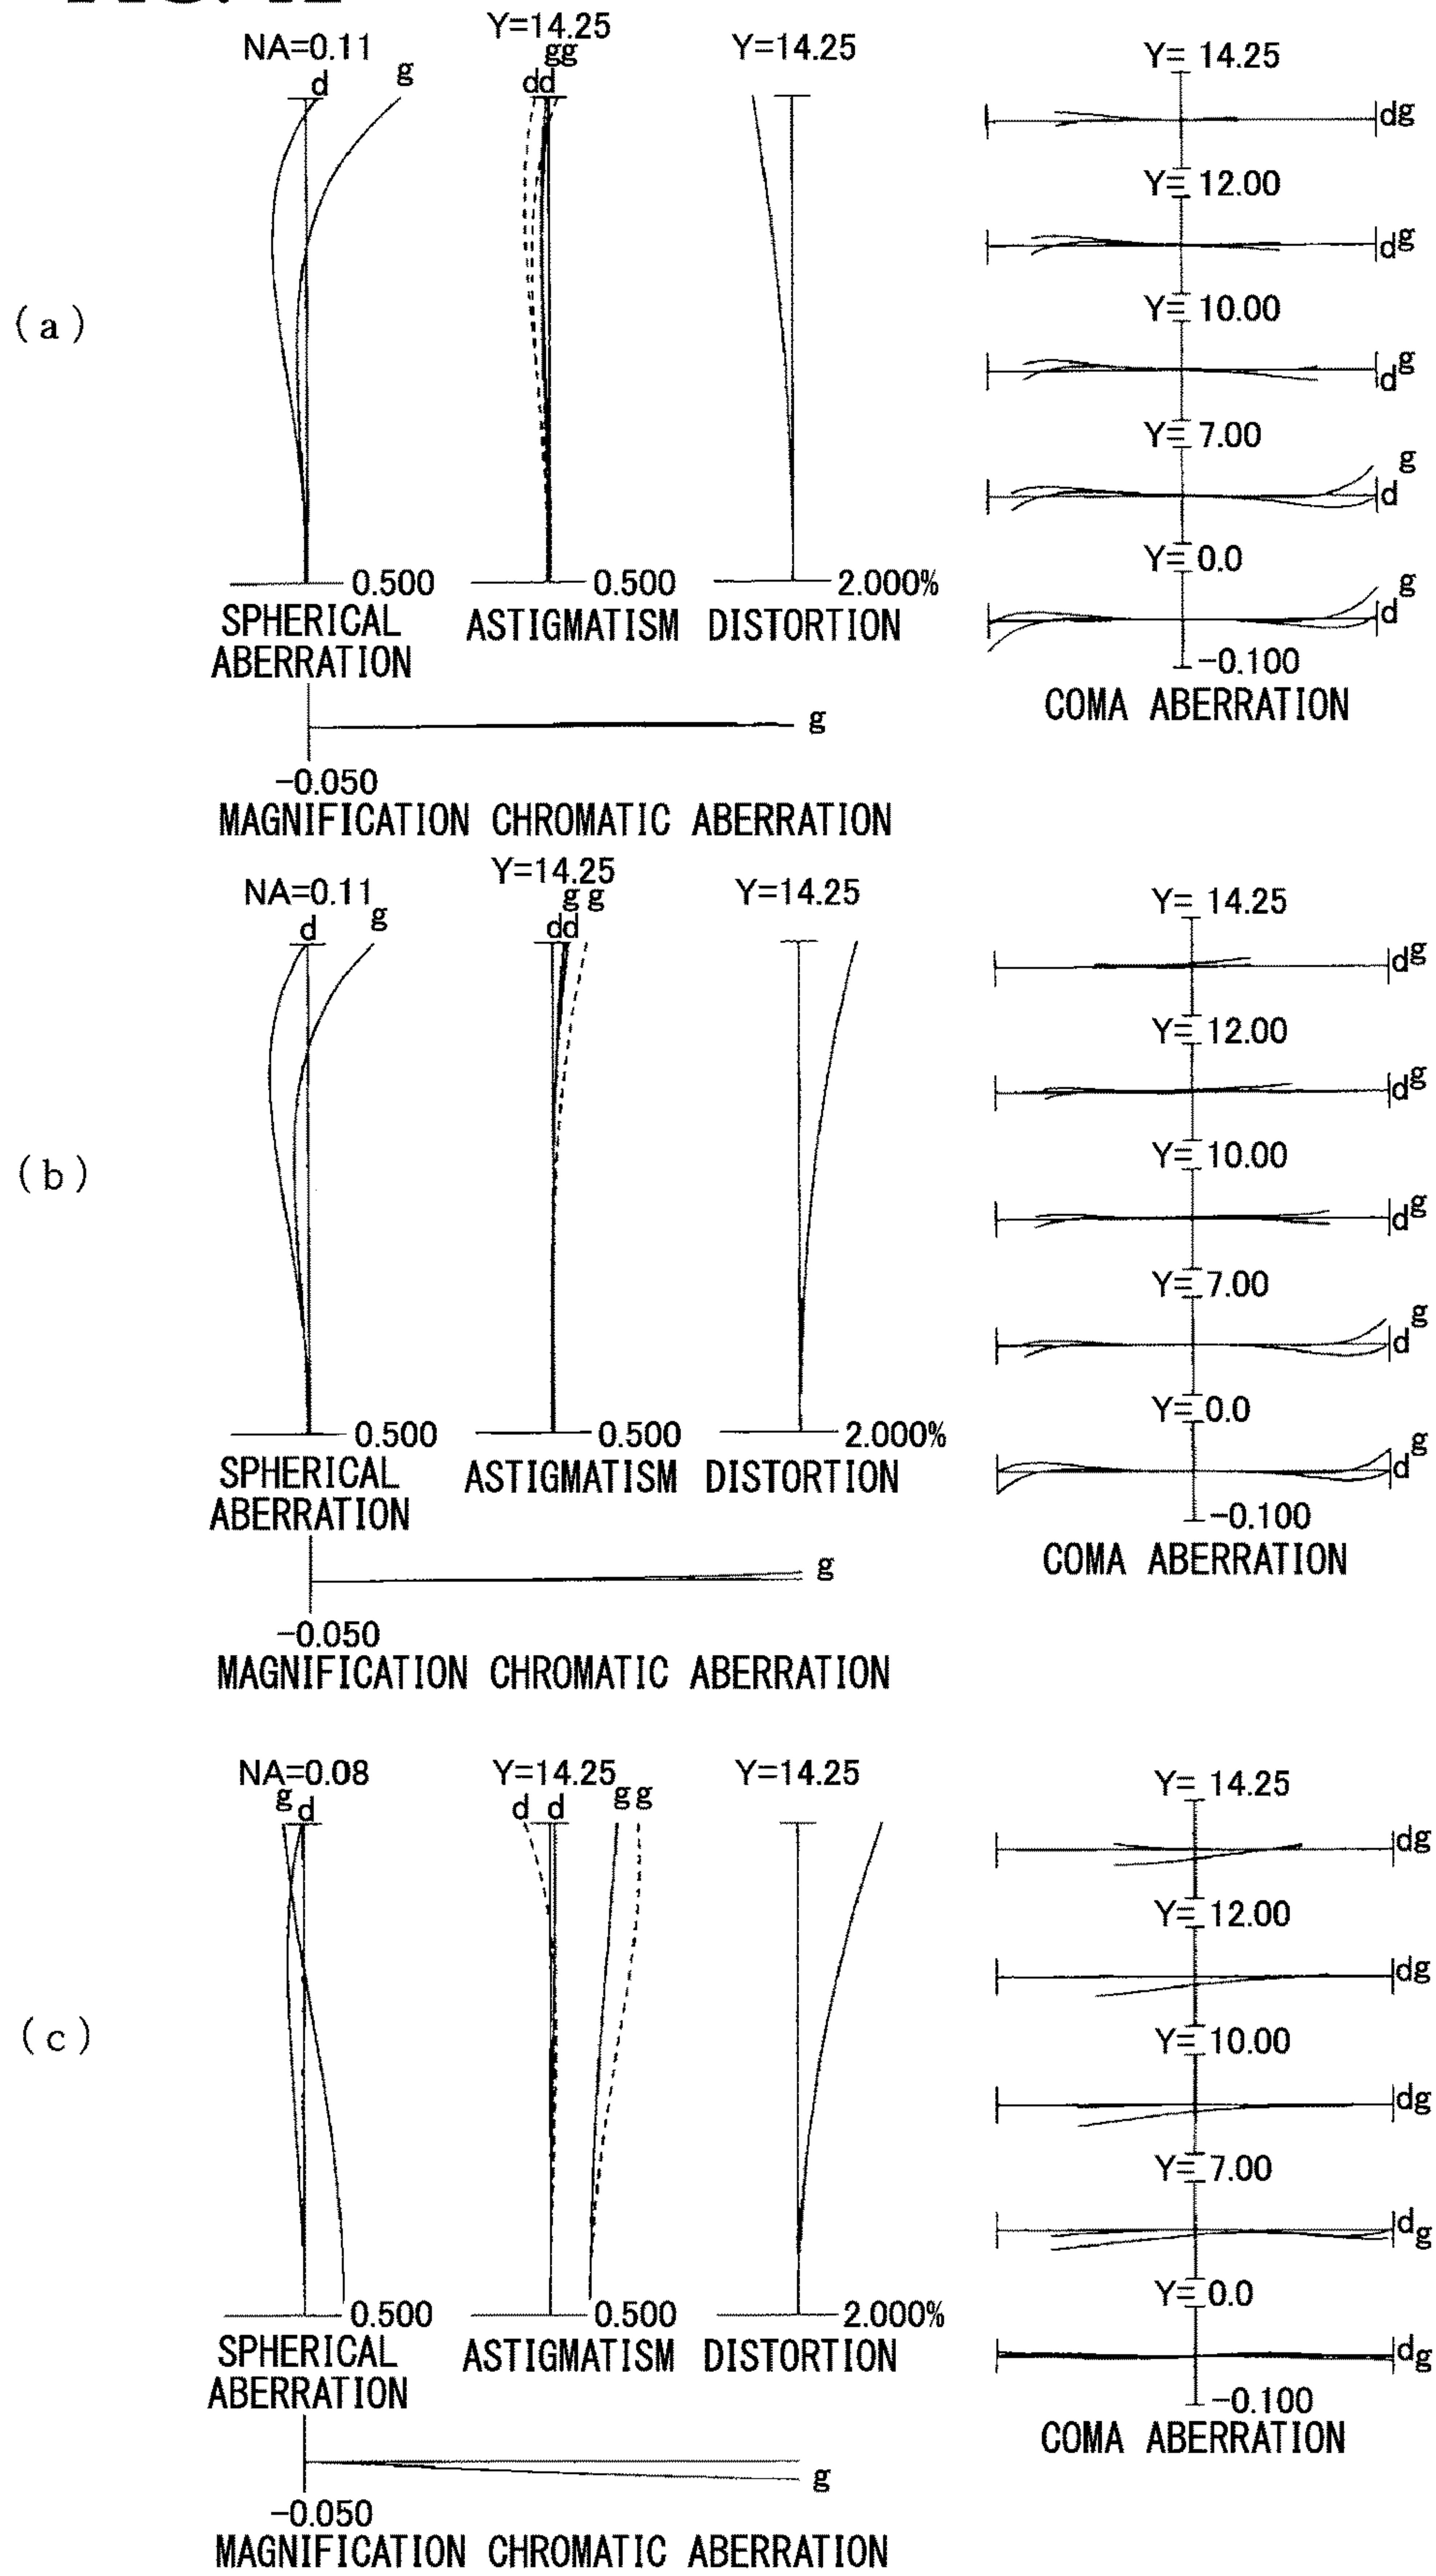 (a)
NA=0.11
d
g
0.500
SPHERICAL
ABERRATION
Y=14.25
gg
dd
0.500
ASTIGMATISM
Y=14.25
2.000%
DISTORTION
Y= 14.25
dg
Y= 12.00
dg
Y= 10.00
g
d
Y= 7.00
g
d
Y= 0.0
g
d
-0.100
COMA ABERRATION
g
-0.050
MAGNIFICATION CHROMATIC ABERRATION
(b)
NA=0.11
d
g
0.500
SPHERICAL
ABERRATION
Y=14.25
g g
dd
0.500
ASTIGMATISM
Y=14.25
2.000%
DISTORTION
Y= 14.25
dg
Y= 12.00
dg
Y= 10.00
dg
Y= 7.00
g
d
Y= 0.0
dg
-0.100
COMA ABERRATION
g
-0.050
MAGNIFICATION CHROMATIC ABERRATION
(c)
NA=0.08
g
d
0.500
SPHERICAL
ABERRATION
Y=14.25
g g
d d
0.500
ASTIGMATISM
Y=14.25
2.000%
DISTORTION
Y= 14.25
dg
Y= 12.00
dg
Y= 10.00
dg
Y= 7.00
dg
Y= 0.0
dg
-0.100
COMA ABERRATION
g
-0.050
MAGNIFICATION CHROMATIC ABERRATION